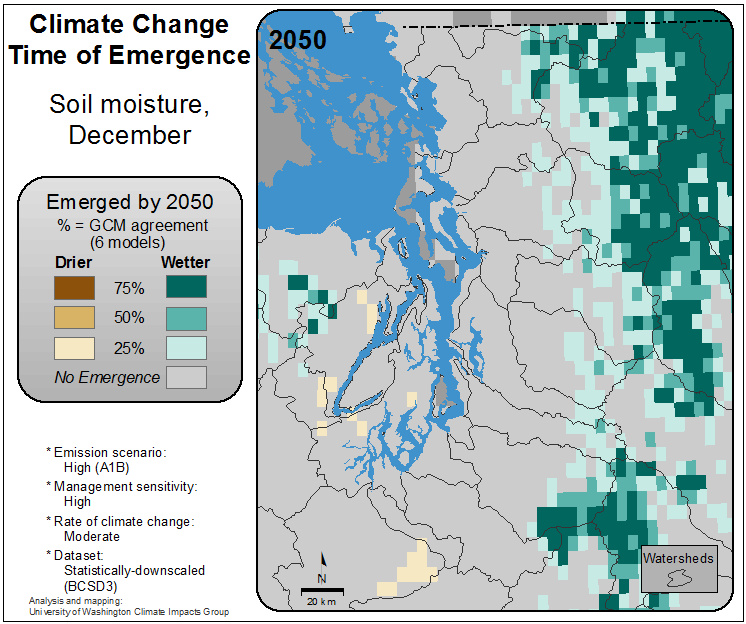 Climate Change
Time of Emergence
Soil moisture,
December
Emerged by 2050
% = GCM agreement
(6 models)
Drier Wetter
75%
50%
25%
No Emergence
* Emission scenario:
High (A1B)
* Management sensitivity:
High
* Rate of climate change:
Moderate
* Dataset:
Statistically-downscaled
(BCSD3)
Analysis and mapping:
University of Washington Climate Impacts Group
2050
N
20 km
Watersheds